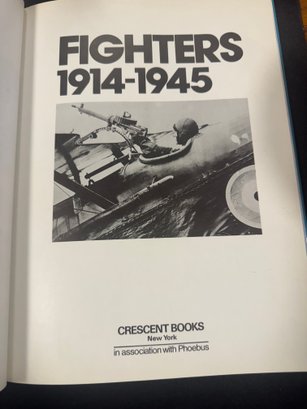 FIGHTERS
1914-1945
CRESCENT BOOKS
New York
in association with Phoebus